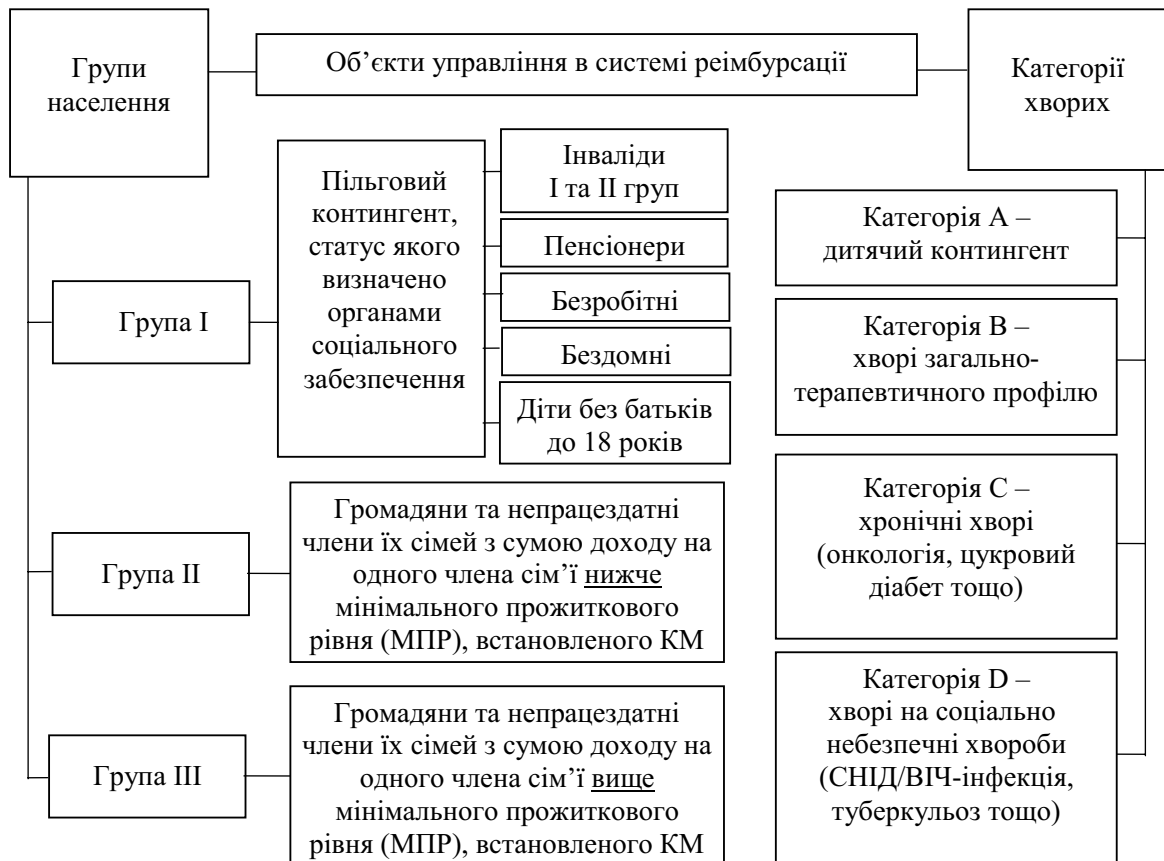 Групи
населення
Об’єкти управління в системі реімбурсації
Категорії
хворих
Група I
Пільговий
контингент,
статус якого
визначено
органами
соціального
забезпечення
Інваліди
I та II груп
Пенсіонери
Безробітні
Бездомні
Діти без батьків
до 18 років
Група II
Громадяни та непрацездатні
члени їх сімей з сумою доходу на
одного члена сім’ї нижче
мінімального прожиткового
рівня (МПР), встановленого КМ
Група III
Громадяни та непрацездатні
члени їх сімей з сумою доходу на
одного члена сім’ї вище
мінімального прожиткового
рівня (МПР), встановленого КМ
Категорія A –
дитячий контингент
Категорія B –
хворі загально-
терапевтичного профілю
Категорія C –
хронічні хворі
(онкологія, цукровий
діабет тощо)
Категорія D –
хворі на соціально
небезпечні хвороби
(СНІД/ВІЧ-інфекція,
туберкульоз тощо)